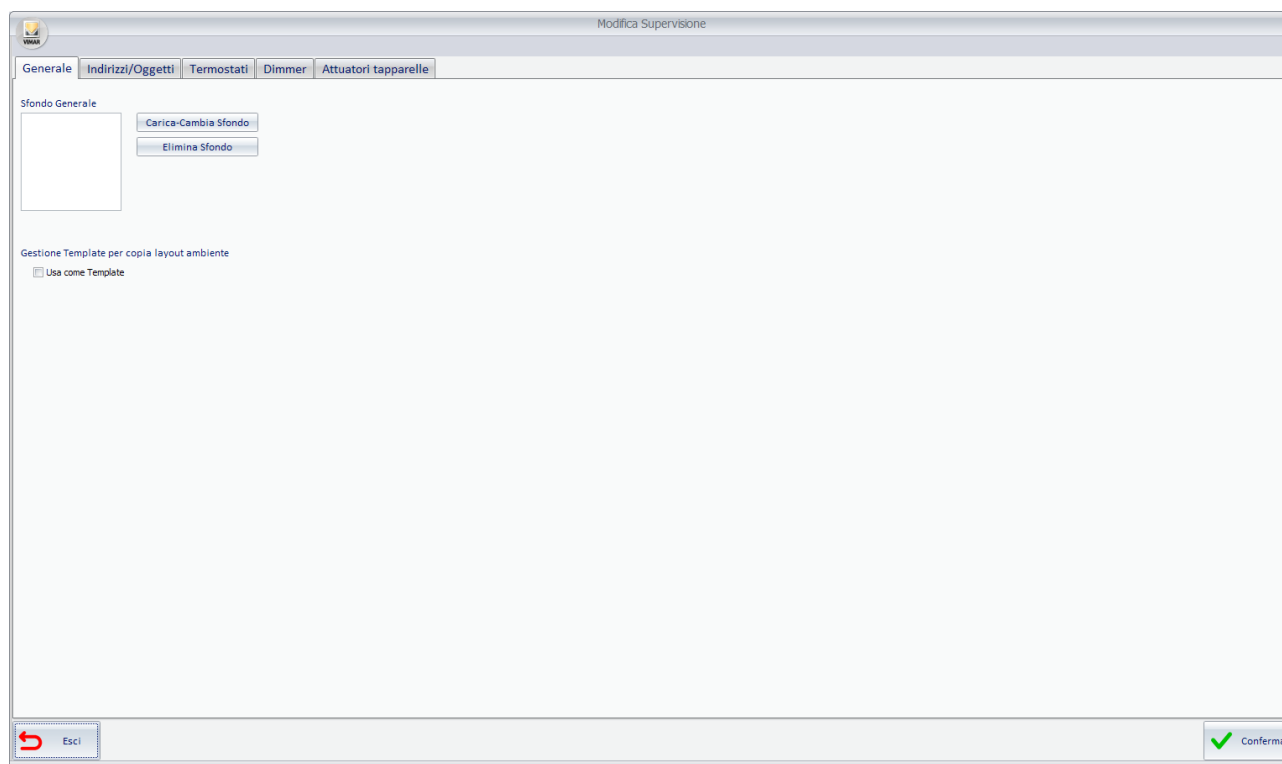 Modifica Supervisione
VIMAR
Generale Indirizzi/Oggetti Termostati Dimmer Attuatori tapparelle
Sfondo Generale
Carica-Cambia Sfondo
Elimina Sfondo
Gestione Template per copia layout ambiente
Usa come Template
Esci
Conferma